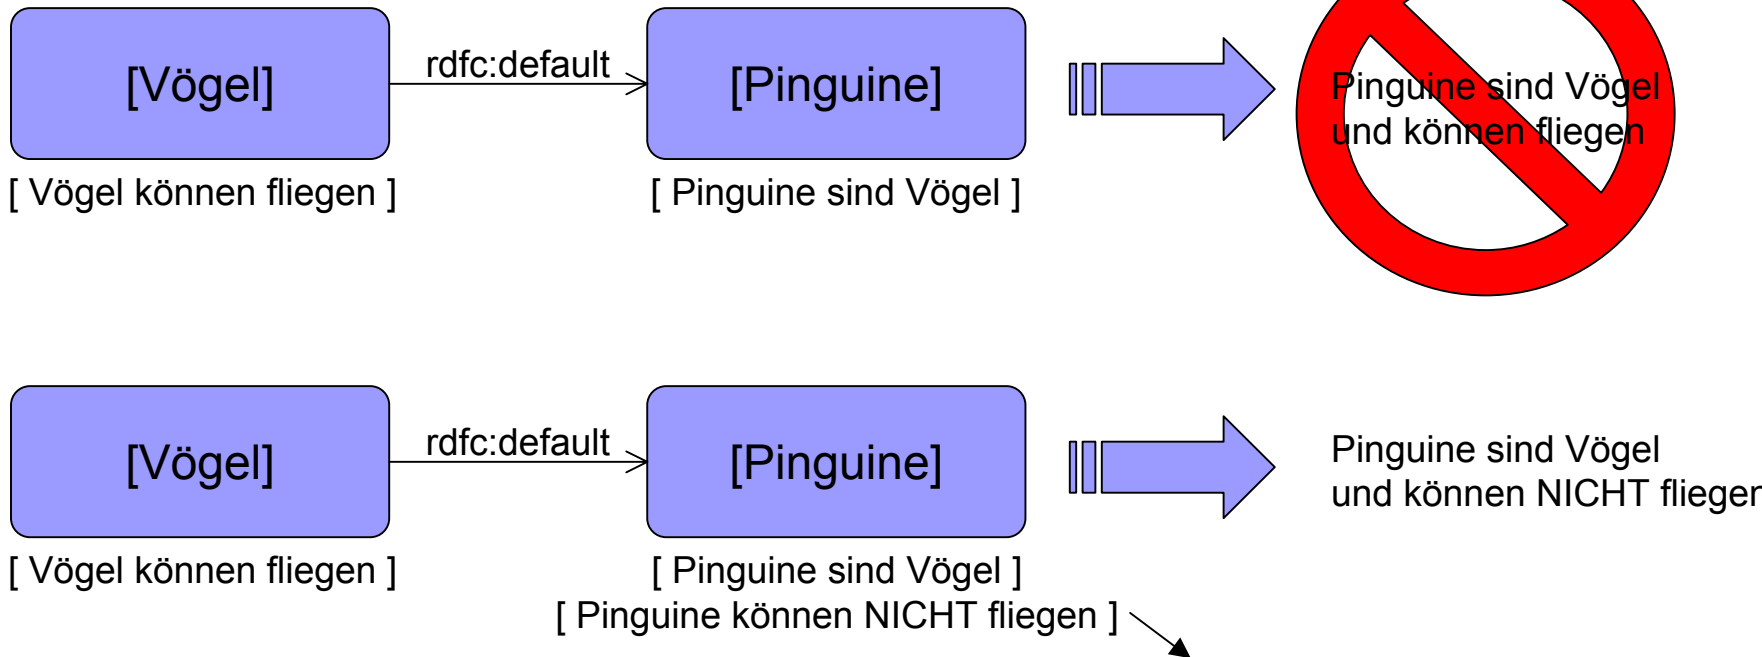 [Vögel]
rdfc:default
[Pinguine]
Pinguine sind Vögel
und können fliegen
[ Vögel können fliegen ]
[ Pinguine sind Vögel ]
[Vögel]
rdfc:default
[Pinguine]
Pinguine sind Vögel
und können NICHT fliegen
[ Vögel können fliegen ]
[ Pinguine sind Vögel ]
[ Pinguine können NICHT fliegen ]